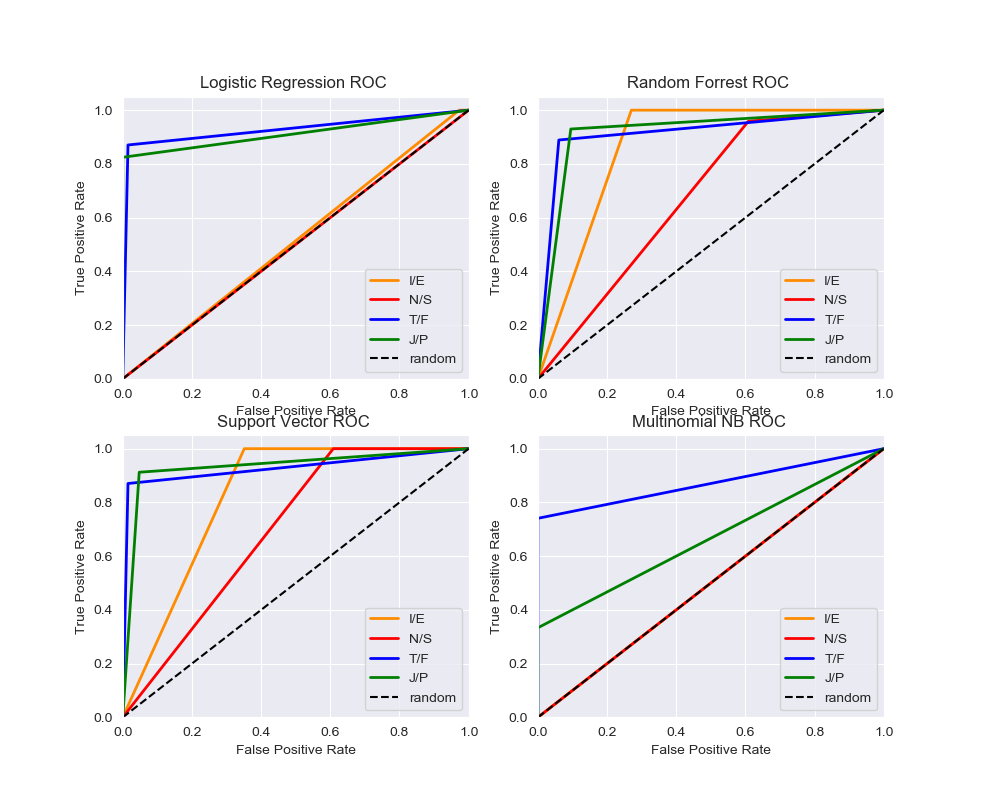 Logistic Regression ROC
True Positive Rate
1.0
0.8
0.6
0.4
0.2
0.0
I/E
N/S
T/F
J/P
random
0.0 0.2 0.4 0.6 0.8 1.0
False Positive Rate
Random Forrest ROC
True Positive Rate
1.0
0.8
0.6
0.4
0.2
0.0
I/E
N/S
T/F
J/P
random
0.0 0.2 0.4 0.6 0.8 1.0
False Positive Rate
Support Vector ROC
True Positive Rate
1.0
0.8
0.6
0.4
0.2
0.0
I/E
N/S
T/F
J/P
random
0.0 0.2 0.4 0.6 0.8 1.0
False Positive Rate
Multinomial NB ROC
True Positive Rate
1.0
0.8
0.6
0.4
0.2
0.0
I/E
N/S
T/F
J/P
random
0.0 0.2 0.4 0.6 0.8 1.0
False Positive Rate